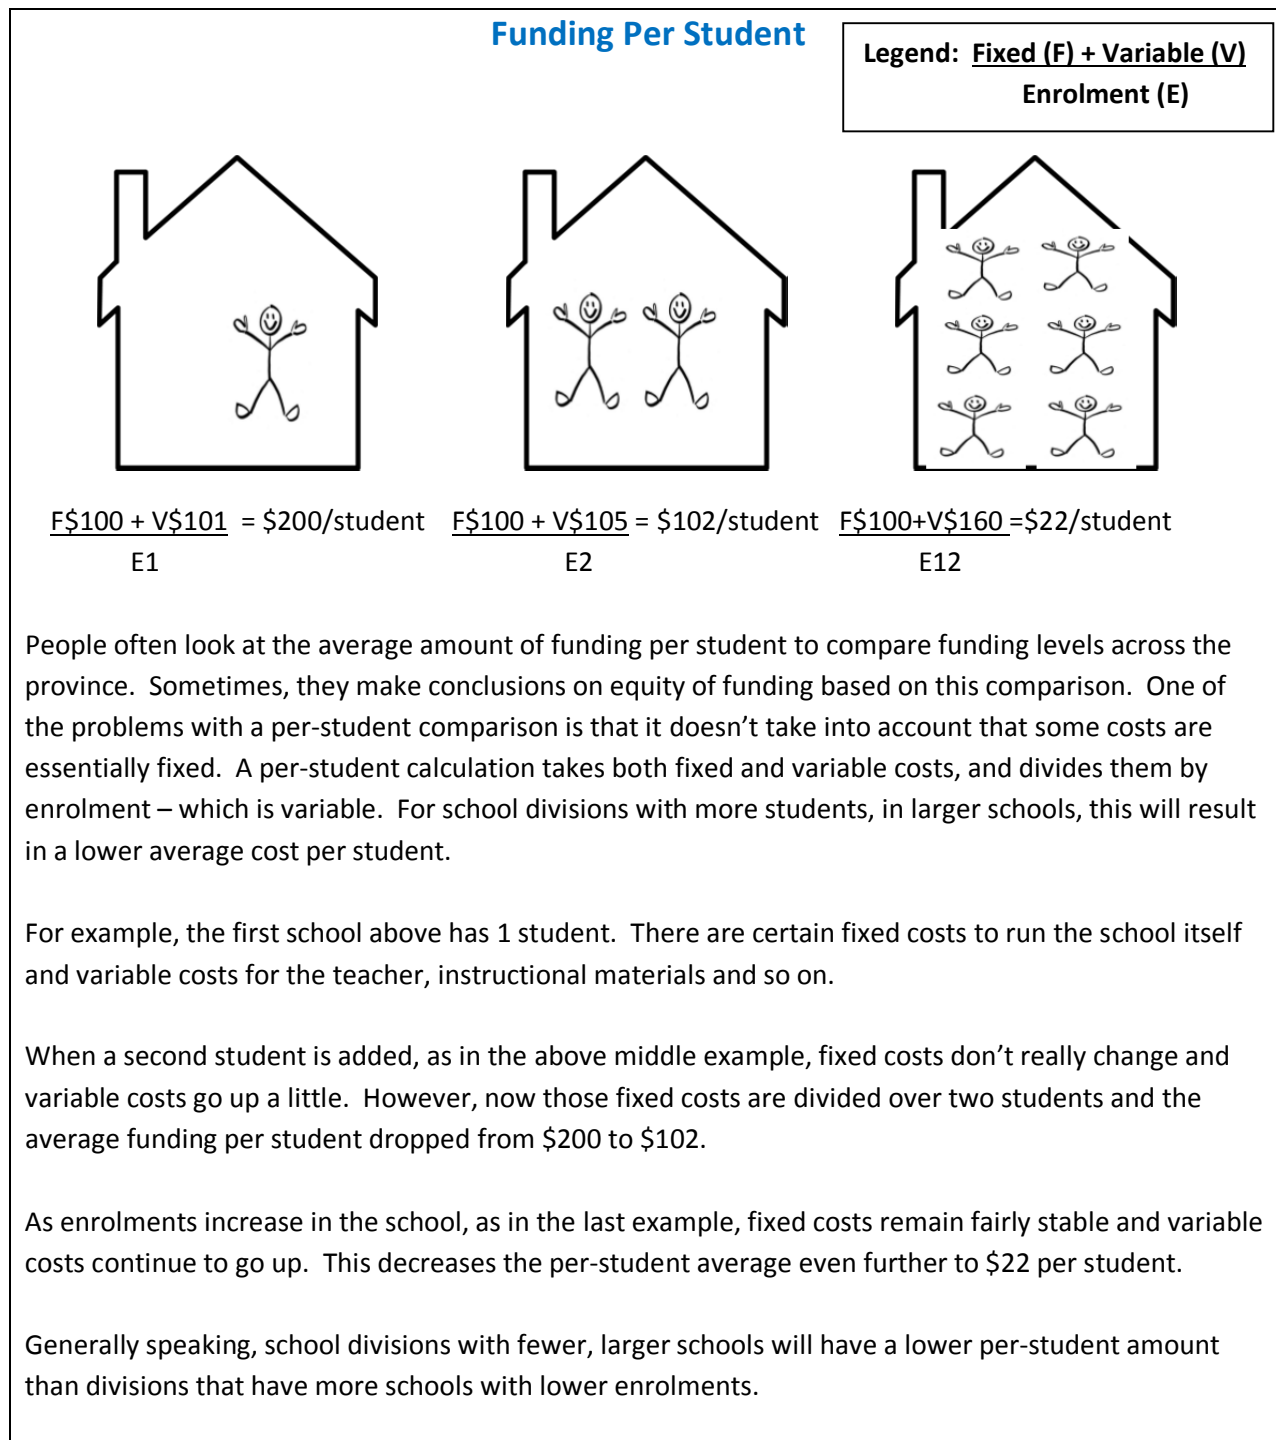 Funding Per Student
Legend: Fixed (F) + Variable (V)
Enrolment (E)
F$100 + V$101 = $200/student
E1
F$100 + V$105 = $102/student
E2
F$100+V$160 =$22/student
E12
People often look at the average amount of funding per student to compare funding levels across the
province. Sometimes, they make conclusions on equity of funding based on this comparison. One of
the problems with a per-student comparison is that it doesn’t take into account that some costs are
essentially fixed. A per-student calculation takes both fixed and variable costs, and divides them by
enrolment – which is variable. For school divisions with more students, in larger schools, this will result
in a lower average cost per student.
For example, the first school above has 1 student. There are certain fixed costs to run the school itself
and variable costs for the teacher, instructional materials and so on.
When a second student is added, as in the above middle example, fixed costs don’t really change and
variable costs go up a little. However, now those fixed costs are divided over two students and the
average funding per student dropped from $200 to $102.
As enrolments increase in the school, as in the last example, fixed costs remain fairly stable and variable
costs continue to go up. This decreases the per-student average even further to $22 per student.
Generally speaking, school divisions with fewer, larger schools will have a lower per-student amount
than divisions that have more schools with lower enrolments.